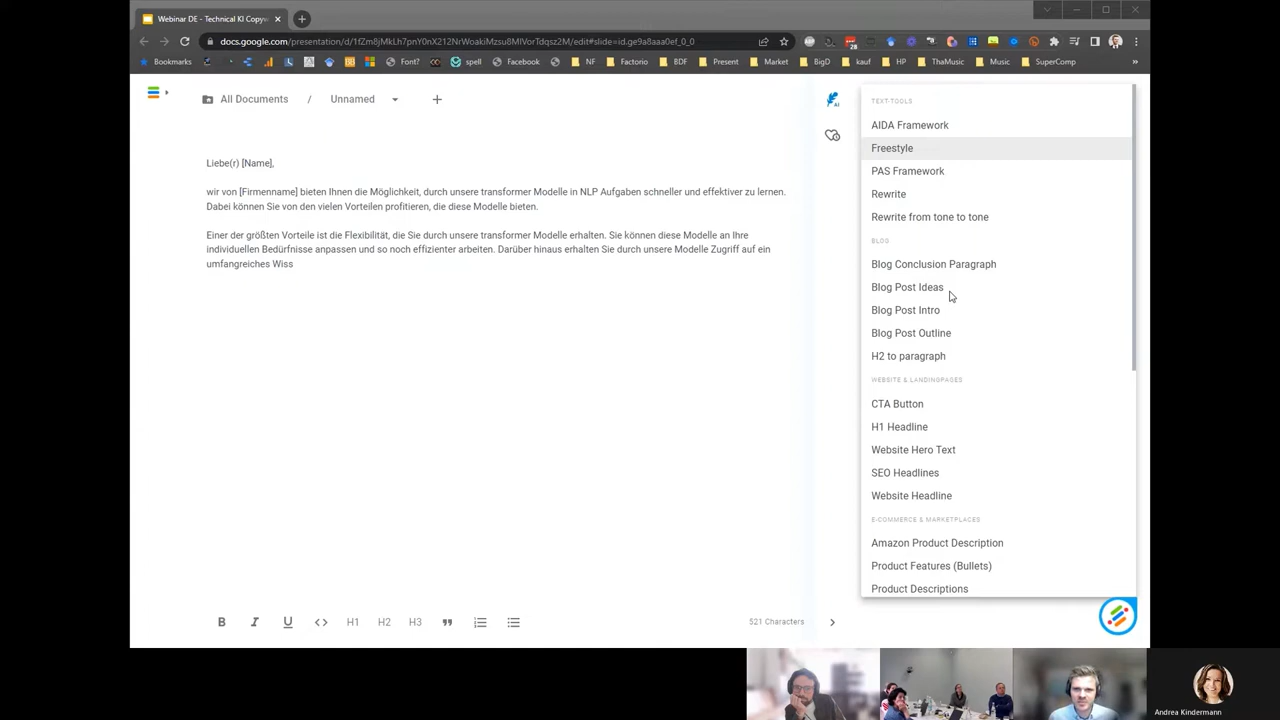 Webinar DE - Technical KI Copyw
docs.google.com/presentation/d/1fZm8jMkLh7pnY0nX212NrWoakiMzsu8MIVorTdqsz2M/edit#slide=id.ge9a8aaa0ef_0_0
28
Bookmarks
Font?
spell
Facebook
NF
Factorio
BDF
Present
Market
BigD
kauf
HP
ThaMusic
Music
SuperComp
»
All Documents / Unnamed
Liebe(r) [Name],
wir von [Firmenname] bieten Ihnen die Möglichkeit, durch unsere transformer Modelle in NLP Aufgaben schneller und effektiver zu lernen.
Dabei können Sie von den vielen Vorteilen profitieren, die diese Modelle bieten.
Einer der größten Vorteile ist die Flexibilität, die Sie durch unsere transformer Modelle erhalten. Sie können diese Modelle an Ihre
individuellen Bedürfnisse anpassen und so noch effizienter arbeiten. Darüber hinaus erhalten Sie durch unsere Modelle Zugriff auf ein
umfangreiches Wiss
B I U <> H1 H2 H3
521 Characters
AI
TEXT-TOOLS
AIDA Framework
Freestyle
PAS Framework
Rewrite
Rewrite from tone to tone
BLOG
Blog Conclusion Paragraph
Blog Post Ideas
Blog Post Intro
Blog Post Outline
H2 to paragraph
WEBSITE & LANDINGPAGES
CTA Button
H1 Headline
Website Hero Text
SEO Headlines
Website Headline
E-COMMERCE & MARKETPLACES
Amazon Product Description
Product Features (Bullets)
Product Descriptions
Andrea Kindermann